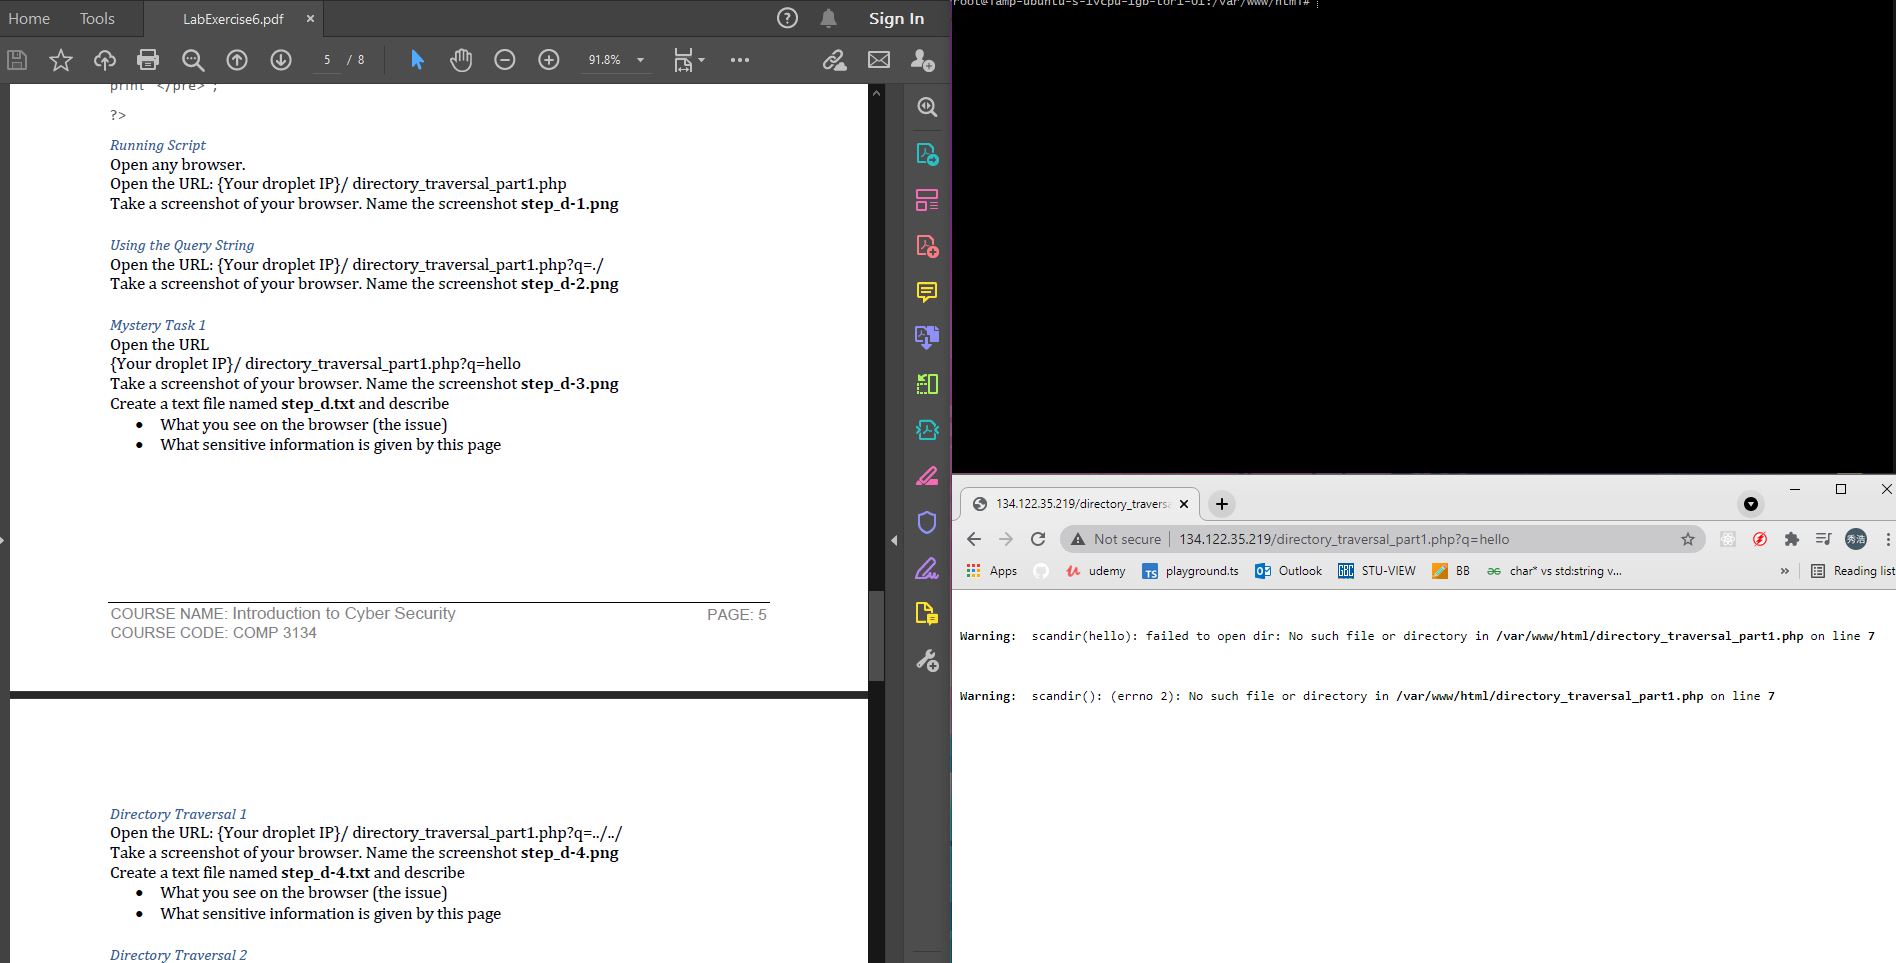 Home
Tools
LabExercise6.pdf
Sign In
5 / 8
91.8%
print "</pre>";
?>
Running Script
Open any browser.
Open the URL: {Your droplet IP}/ directory_traversal_part1.php
Take a screenshot of your browser. Name the screenshot step_d-1.png
Using the Query String
Open the URL: {Your droplet IP}/ directory_traversal_part1.php?q=./
Take a screenshot of your browser. Name the screenshot step_d-2.png
Mystery Task 1
Open the URL
{Your droplet IP}/ directory_traversal_part1.php?q=hello
Take a screenshot of your browser. Name the screenshot step_d-3.png
Create a text file named step_d.txt and describe
• What you see on the browser (the issue)
• What sensitive information is given by this page
COURSE NAME: Introduction to Cyber Security
PAGE: 5
COURSE CODE: COMP 3134
Directory Traversal 1
Open the URL: {Your droplet IP}/ directory_traversal_part1.php?q=../../
Take a screenshot of your browser. Name the screenshot step_d-4.png
Create a text file named step_d-4.txt and describe
• What you see on the browser (the issue)
• What sensitive information is given by this page
Directory Traversal 2
root@lamp-ubuntu-s-1vcpu-1gb-tor1-01:/var/www/html#
134.122.35.219/directory_travers
Not secure
134.122.35.219/directory_traversal_part1.php?q=hello
秀浩
Apps
udemy
TS
playground.ts
Outlook
GBC
STU-VIEW
BB
char* vs std:string v...
»
Reading list
Warning: scandir(hello): failed to open dir: No such file or directory in /var/www/html/directory_traversal_part1.php on line 7
Warning: scandir(): (errno 2): No such file or directory in /var/www/html/directory_traversal_part1.php on line 7